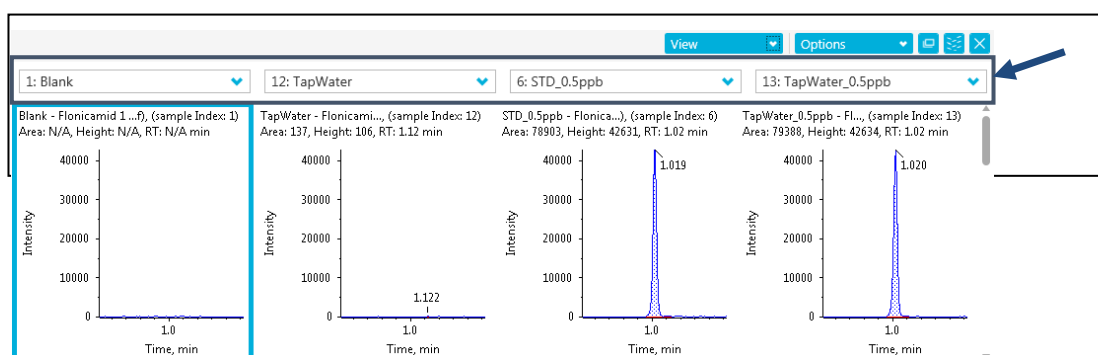 View
Options
1: Blank
12: TapWater
6: STD_0.5ppb
13: TapWater_0.5ppb
Blank - Flonicamid 1 ...f), (sample Index: 1)
Area: N/A, Height: N/A, RT: N/A min
40000
30000
20000
10000
0
Intensity
1.0
Time, min
TapWater - Flonicami..., (sample Index: 12)
Area: 137, Height: 106, RT: 1.12 min
40000
30000
20000
10000
0
Intensity
1.122
1.0
Time, min
STD_0.5ppb - Flonica...), (sample Index: 6)
Area: 78903, Height: 42631, RT: 1.02 min
40000
30000
20000
10000
0
Intensity
1.019
1.0
Time, min
TapWater_0.5ppb - Fl..., (sample Index: 13)
Area: 79388, Height: 42634, RT: 1.02 min
40000
30000
20000
10000
0
Intensity
1.020
1.0
Time, min